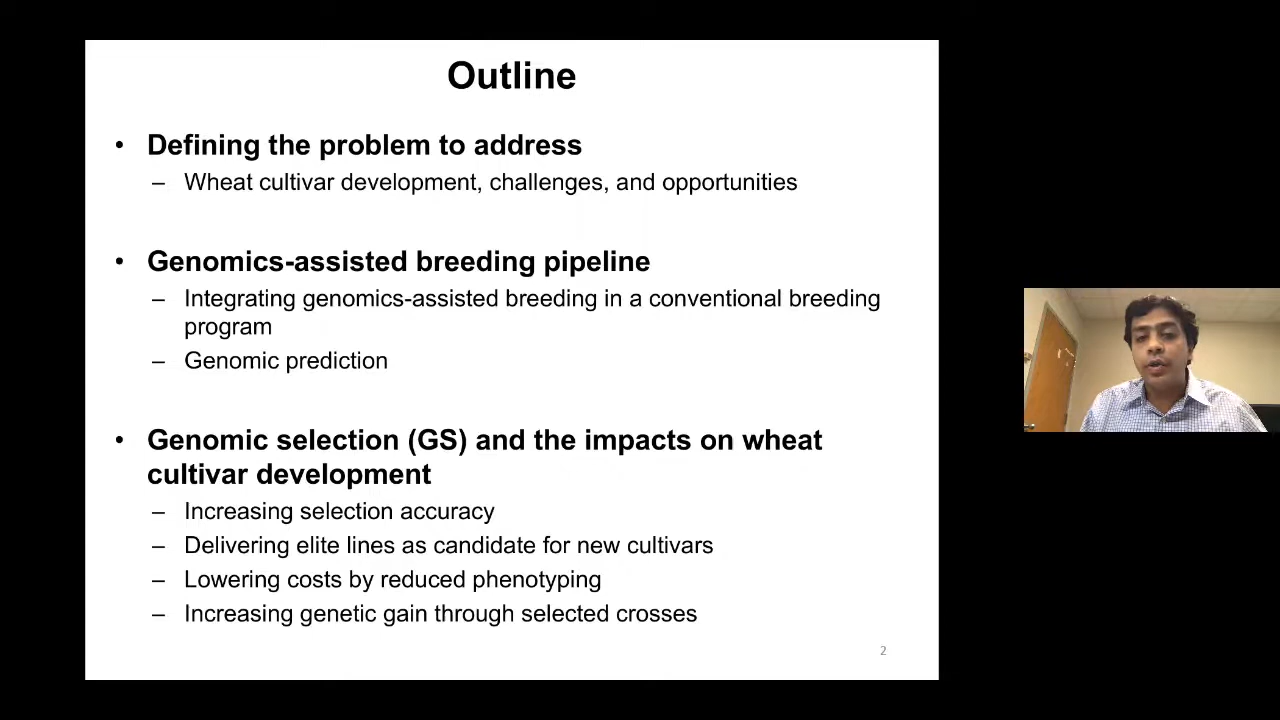 Outline
• Defining the problem to address
– Wheat cultivar development, challenges, and opportunities
• Genomics-assisted breeding pipeline
– Integrating genomics-assisted breeding in a conventional breeding
program
– Genomic prediction
• Genomic selection (GS) and the impacts on wheat
cultivar development
– Increasing selection accuracy
– Delivering elite lines as candidate for new cultivars
– Lowering costs by reduced phenotyping
– Increasing genetic gain through selected crosses
2